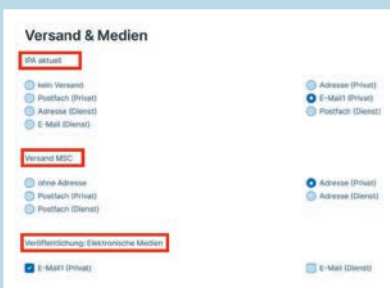 Versand & Medien
IPA aktuell
kein Versand
Adresse (Privat)
Postfach (Privat)
E-Mail1 (Privat)
Adresse (Dienst)
Postfach (Dienst)
E-Mail (Dienst)
Versand MSC
ohne Adresse
Adresse (Privat)
Postfach (Privat)
Adresse (Dienst)
Postfach (Dienst)
Veröffentlichung: Elektronische Medien
E-Mail1 (Privat)
E-Mail (Dienst)